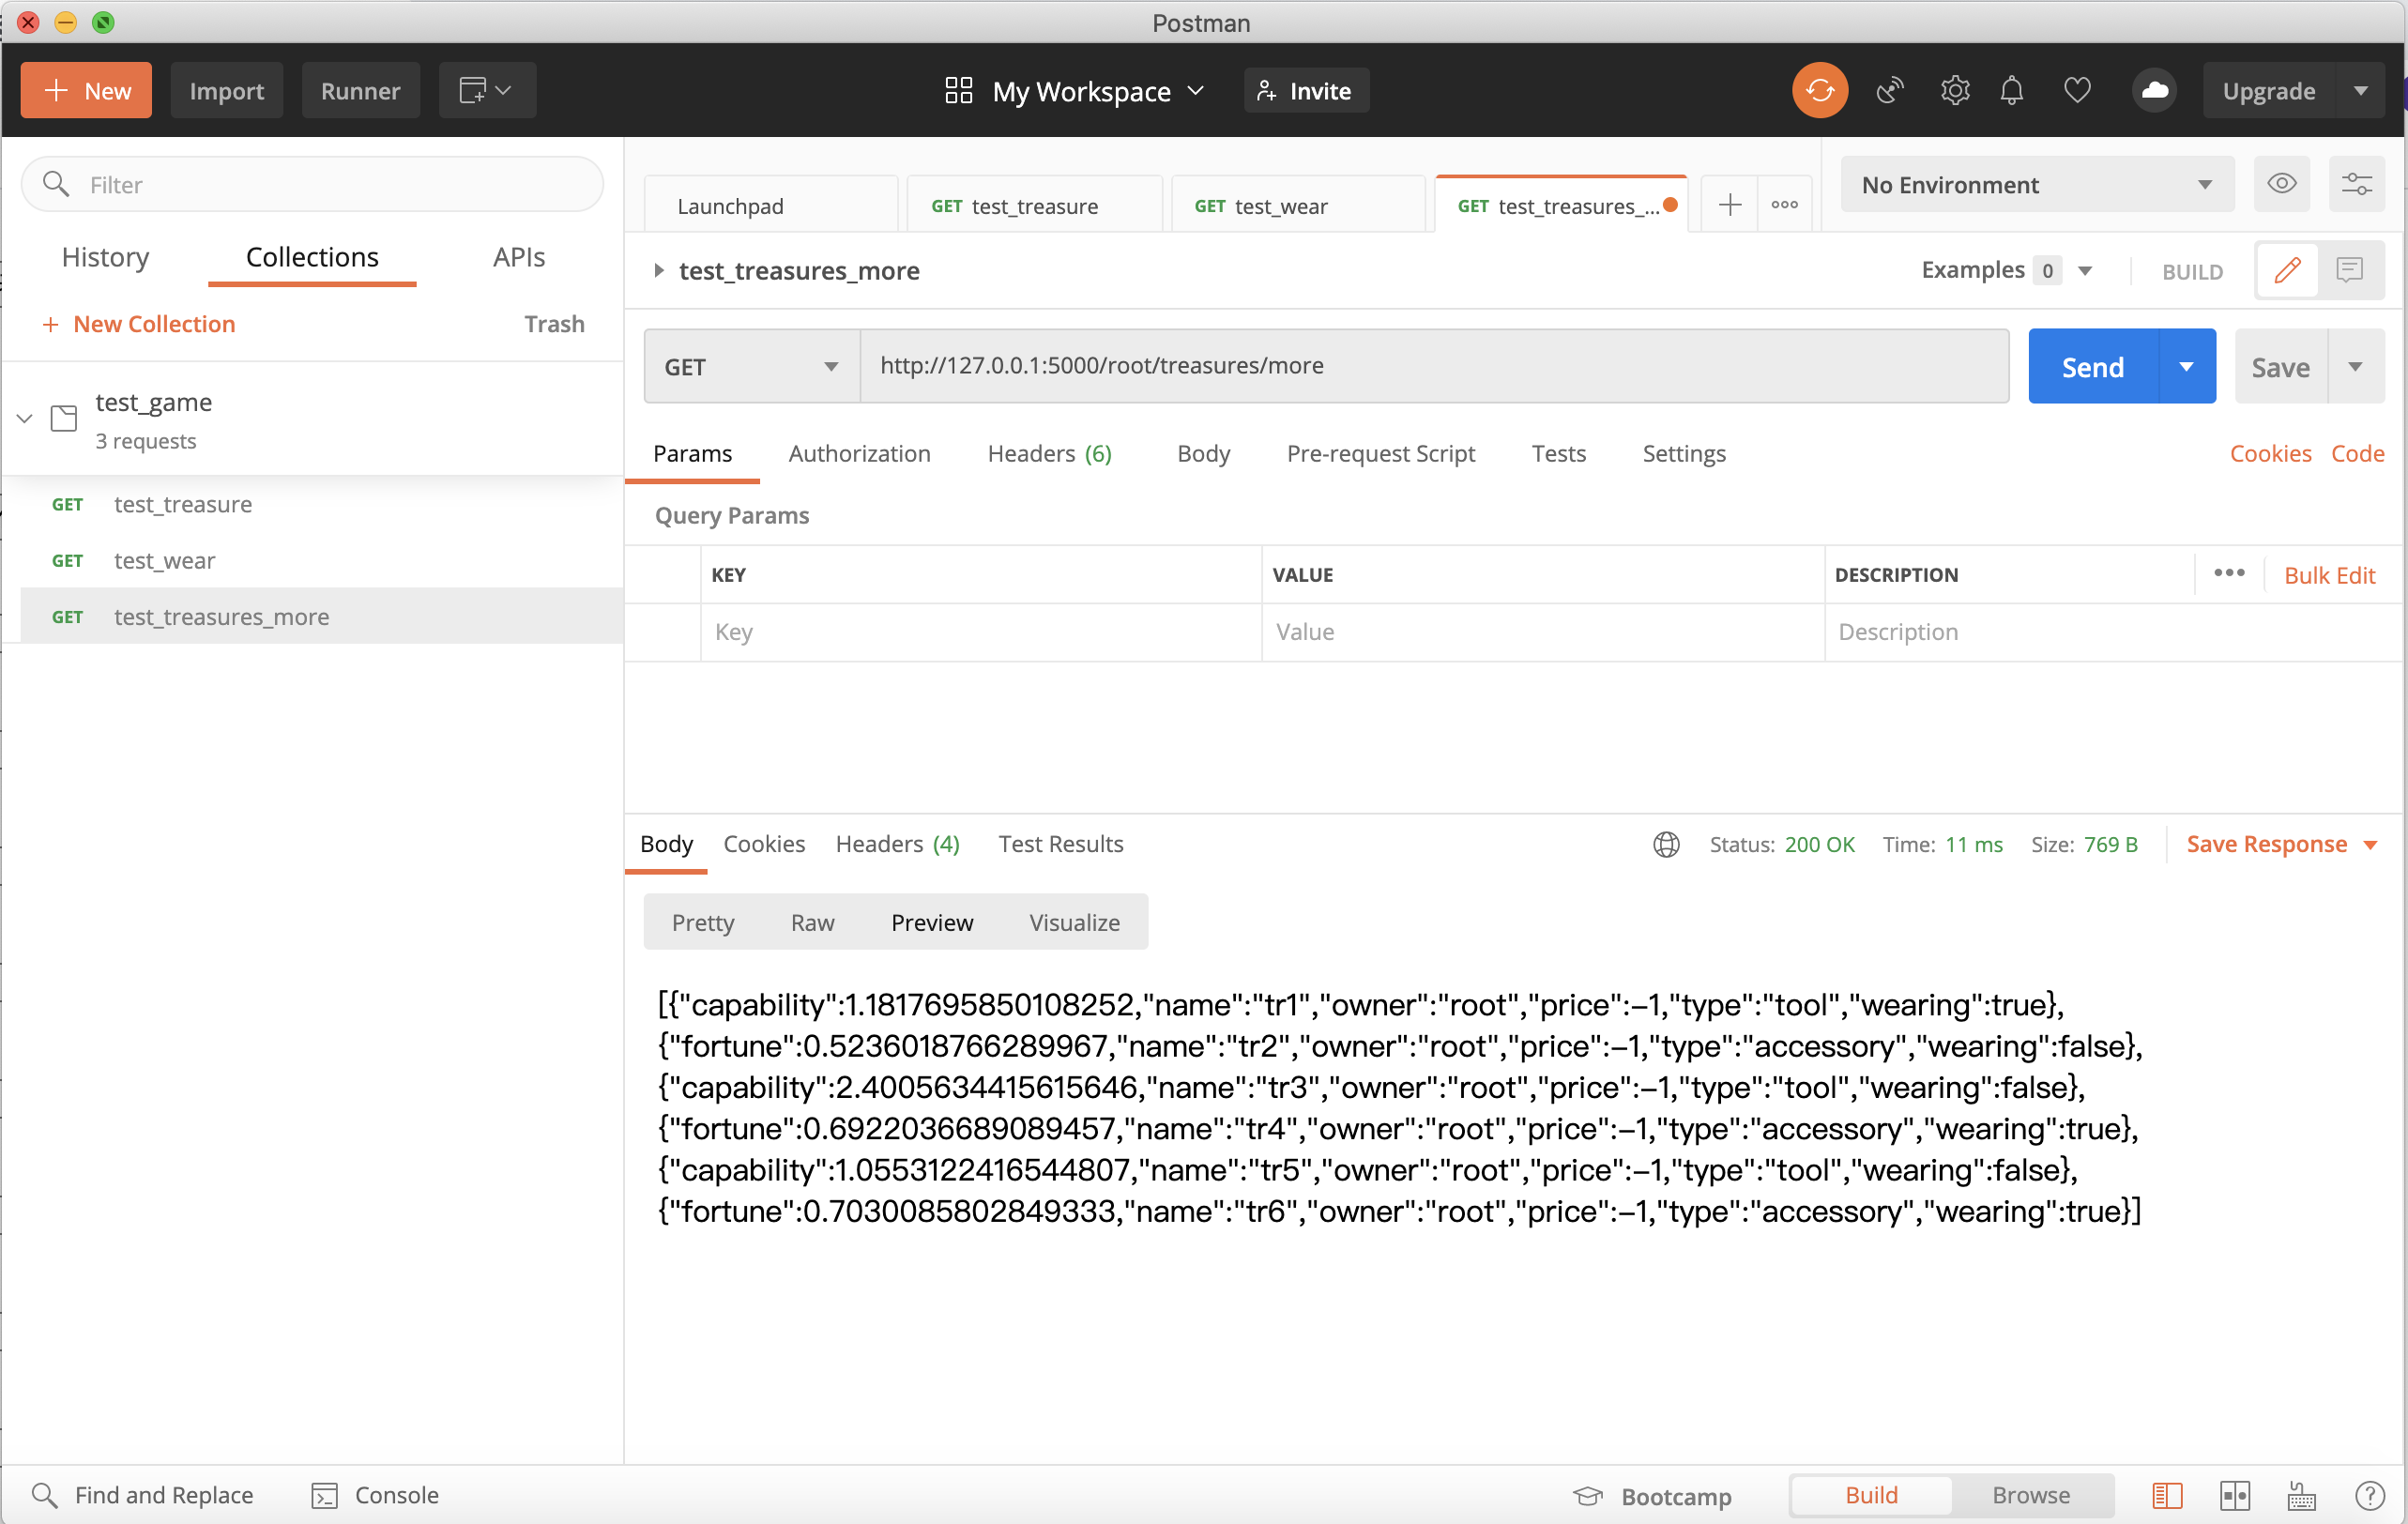 Postman
New Import Runner My Workspace Invite Upgrade
Filter
History Collections APIs
New Collection Trash
test_game
3 requests
GET test_treasure
GET test_wear
GET test_treasures_more
Launchpad GET test_treasure GET test_wear GET test_treasures_... No Environment
test_treasures_more Examples 0 BUILD
GET http://127.0.0.1:5000/root/treasures/more Send Save
Params Authorization Headers (6) Body Pre-request Script Tests Settings Cookies Code
Query Params
KEY VALUE DESCRIPTION Bulk Edit
Key Value Description
Body Cookies Headers (4) Test Results Status: 200 OK Time: 11 ms Size: 769 B Save Response
Pretty Raw Preview Visualize
[{"capability":1.1817695850108252,"name":"tr1","owner":"root","price":-1,"type":"tool","wearing":true},
{"fortune":0.5236018766289967,"name":"tr2","owner":"root","price":-1,"type":"accessory","wearing":false},
{"capability":2.4005634415615646,"name":"tr3","owner":"root","price":-1,"type":"tool","wearing":false},
{"fortune":0.6922036689089457,"name":"tr4","owner":"root","price":-1,"type":"accessory","wearing":true},
{"capability":1.0553122416544807,"name":"tr5","owner":"root","price":-1,"type":"tool","wearing":false},
{"fortune":0.7030085802849333,"name":"tr6","owner":"root","price":-1,"type":"accessory","wearing":true}]
Find and Replace Console Bootcamp Build Browse